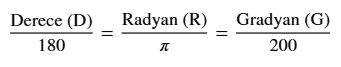 Derece (D) / 180 = Radyan (R) / π = Gradyan (G) / 200